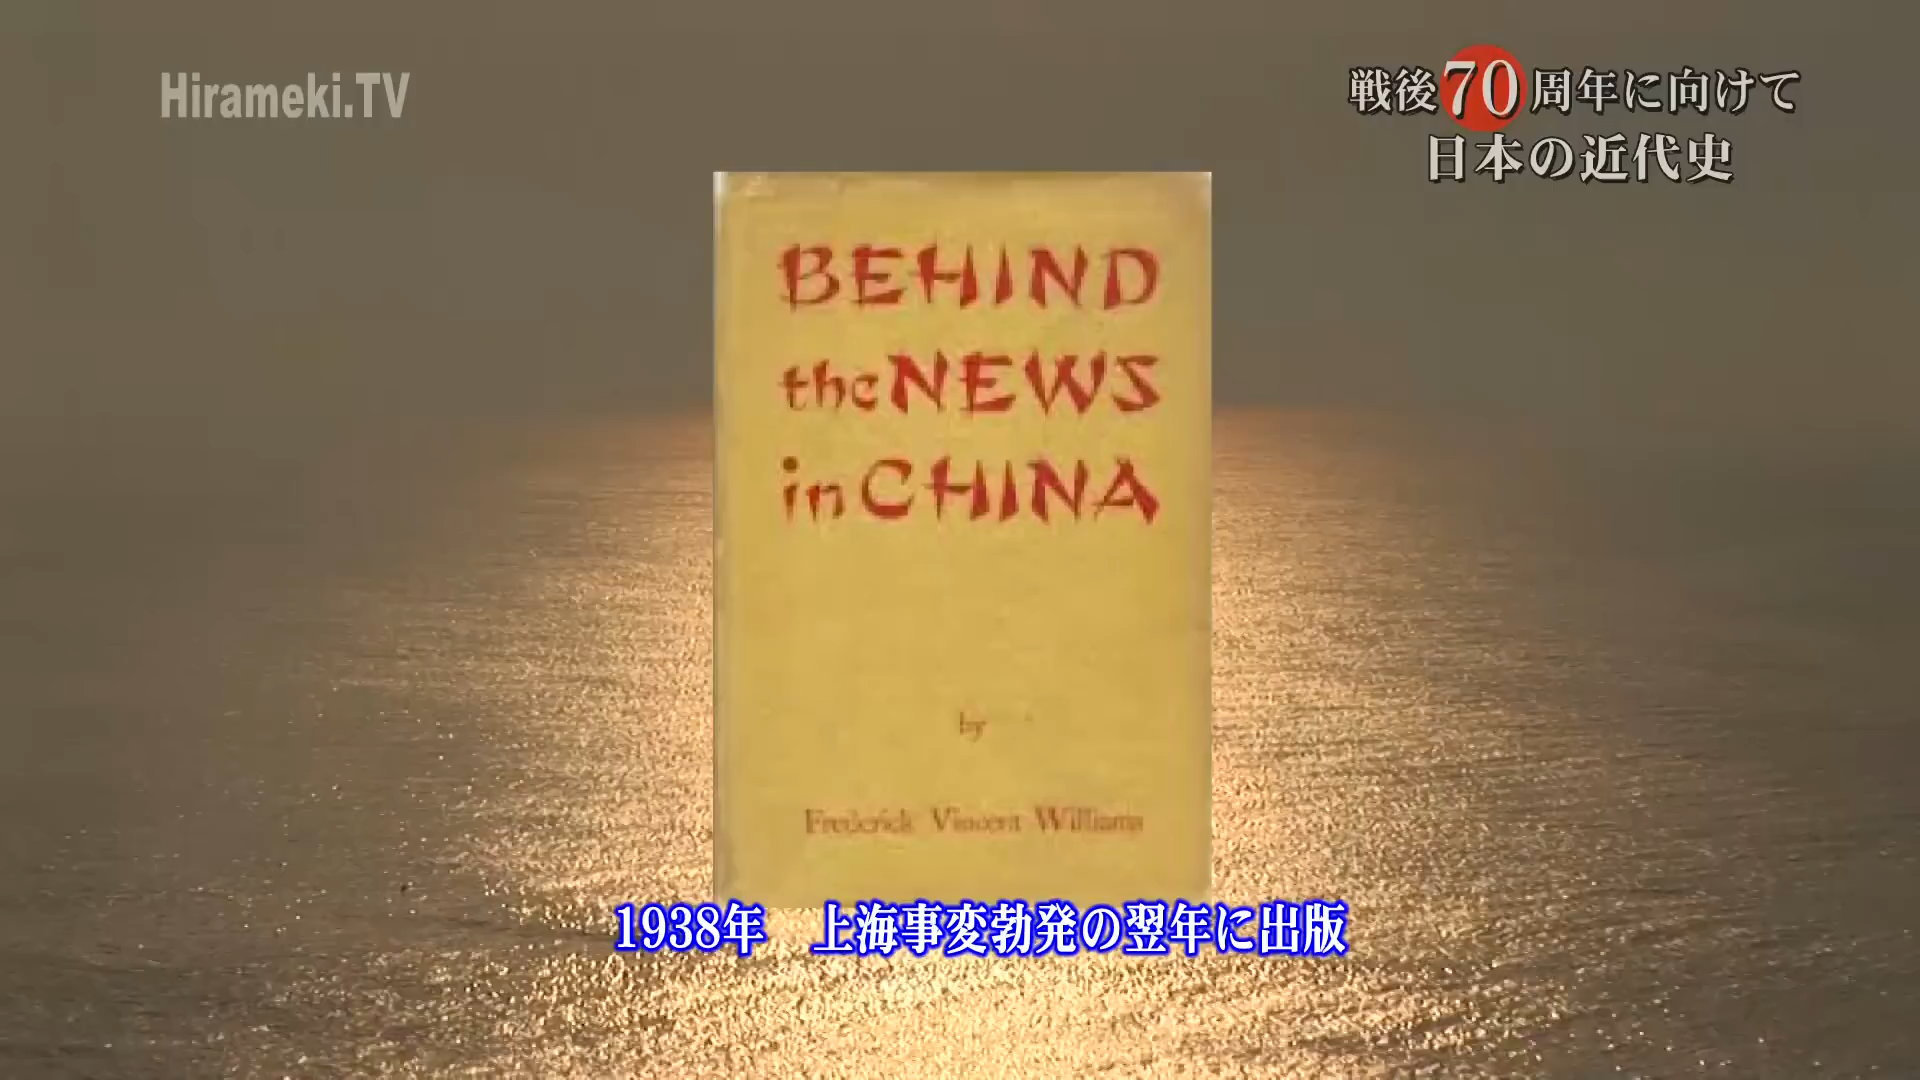 Hirameki.TV
戦後70周年に向けて
日本の近代史
BEHIND
the NEWS
in CHINA
by
Frederick Vincent Williams
1938年　上海事変勃発の翌年に出版